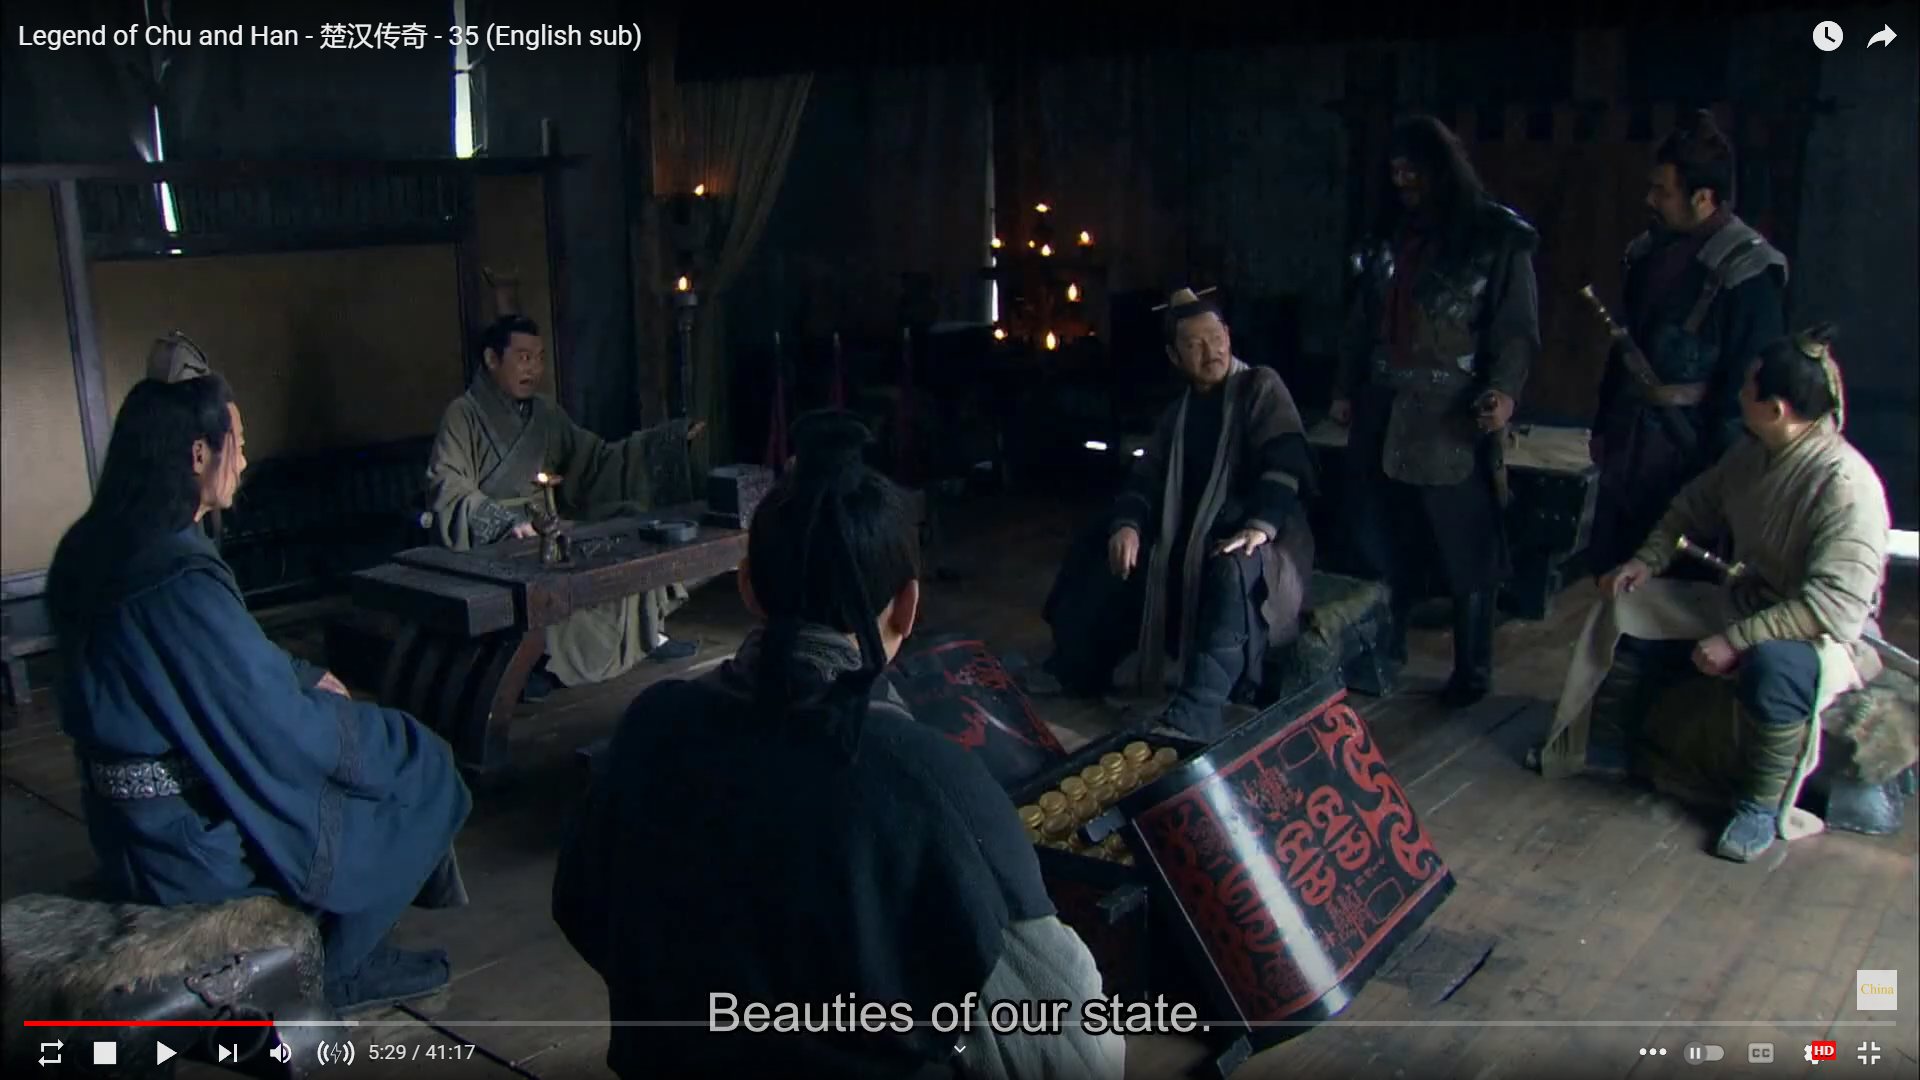 Legend of Chu and Han - 楚汉传奇 - 35 (English sub)
China
Beauties of our state.
5:29 / 41:17
CC
HD